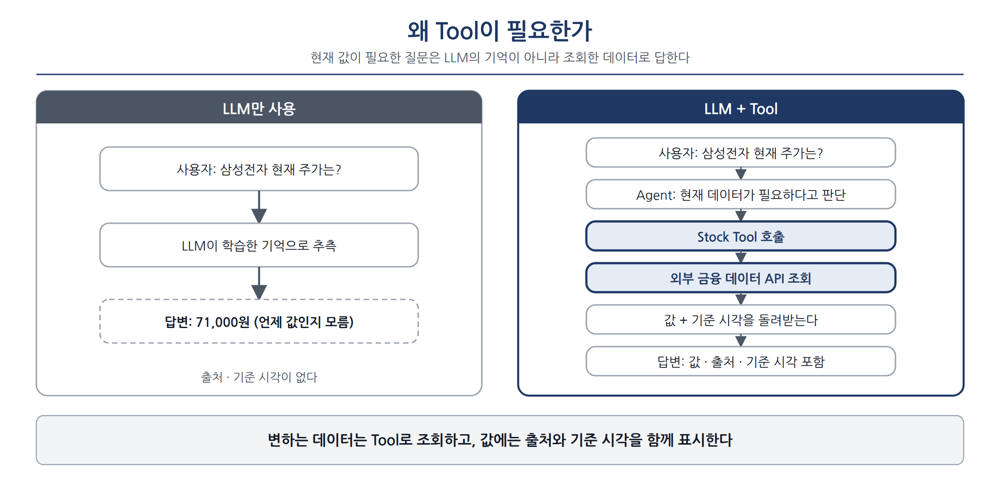 왜 Tool이 필요한가
현재 값이 필요한 질문은 LLM의 기억이 아니라 조회한 데이터로 답한다
LLM만 사용
사용자: 삼성전자 현재 주가는?
LLM이 학습한 기억으로 추측
답변: 71,000원 (언제 값인지 모름)
출처 · 기준 시각이 없다
LLM + Tool
사용자: 삼성전자 현재 주가는?
Agent: 현재 데이터가 필요하다고 판단
Stock Tool 호출
외부 금융 데이터 API 조회
값 + 기준 시각을 돌려받는다
답변: 값 · 출처 · 기준 시각 포함
변하는 데이터는 Tool로 조회하고, 값에는 출처와 기준 시각을 함께 표시한다